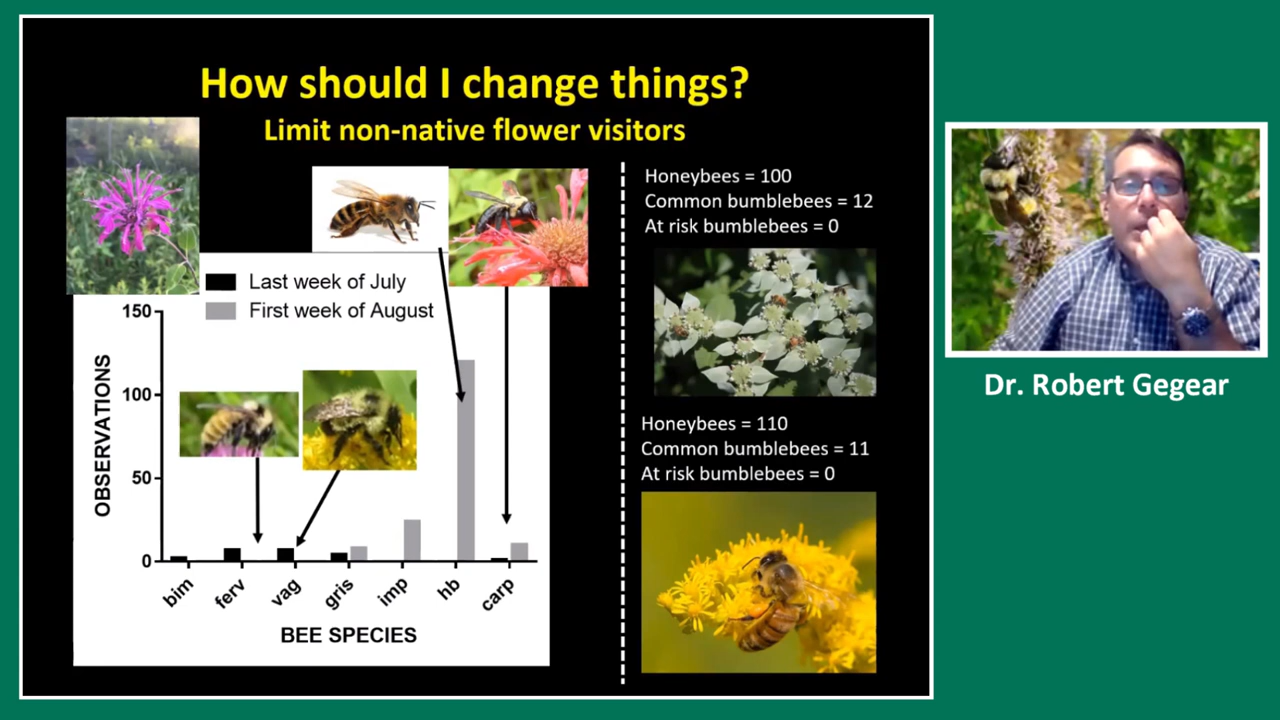 How should I change things?
Limit non-native flower visitors
Last week of July
First week of August
150
100
50
0
OBSERVATIONS
bim
ferv
vag
gris
imp
hb
carp
BEE SPECIES
Honeybees = 100
Common bumblebees = 12
At risk bumblebees = 0
Honeybees = 110
Common bumblebees = 11
At risk bumblebees = 0
Dr. Robert Gegear